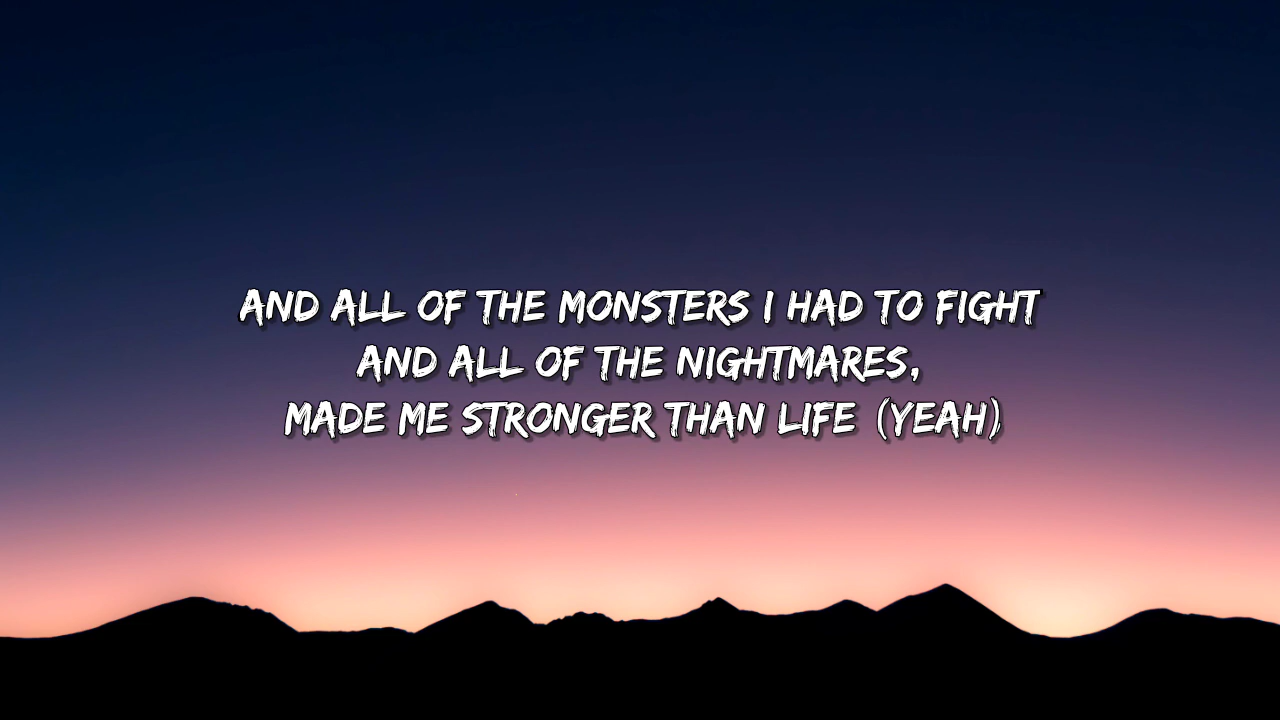 AND ALL OF THE MONSTERS I HAD TO FIGHT
AND ALL OF THE NIGHTMARES,
MADE ME STRONGER THAN LIFE (YEAH)